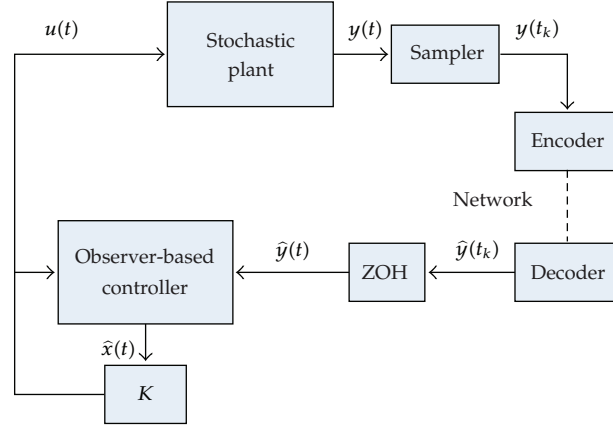 u(t)
Stochastic
plant
y(t)
Sampler
y(t_k)
Encoder
Network
Observer-based
controller
ŷ(t)
ZOH
ŷ(t_k)
Decoder
x̂(t)
K